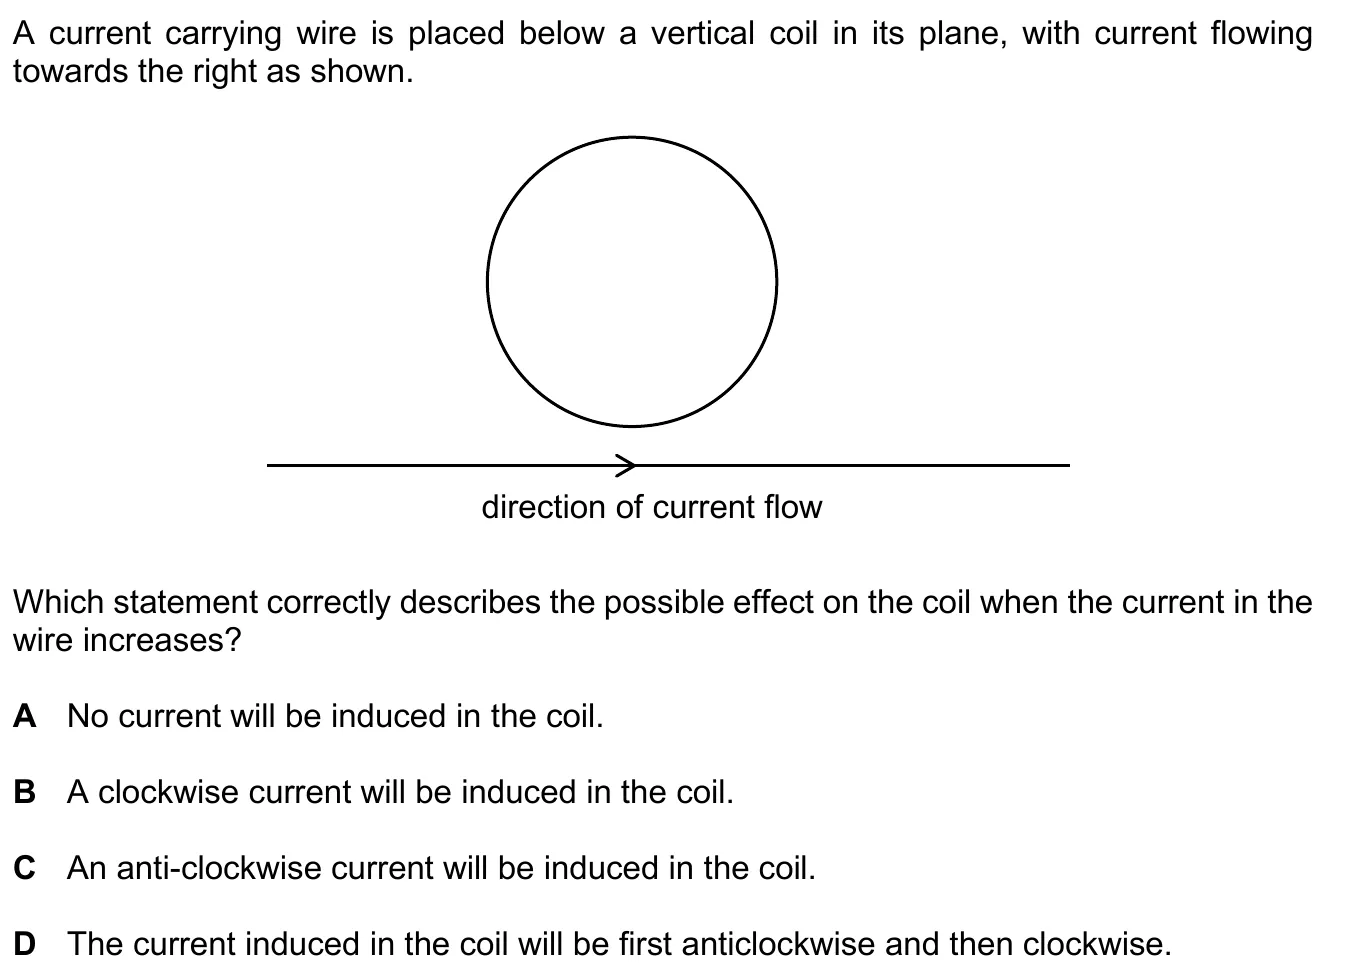 A current carrying wire is placed below a vertical coil in its plane, with current flowing
towards the right as shown.
direction of current flow
Which statement correctly describes the possible effect on the coil when the current in the
wire increases?
A No current will be induced in the coil.
B A clockwise current will be induced in the coil.
C An anti-clockwise current will be induced in the coil.
D The current induced in the coil will be first anticlockwise and then clockwise.